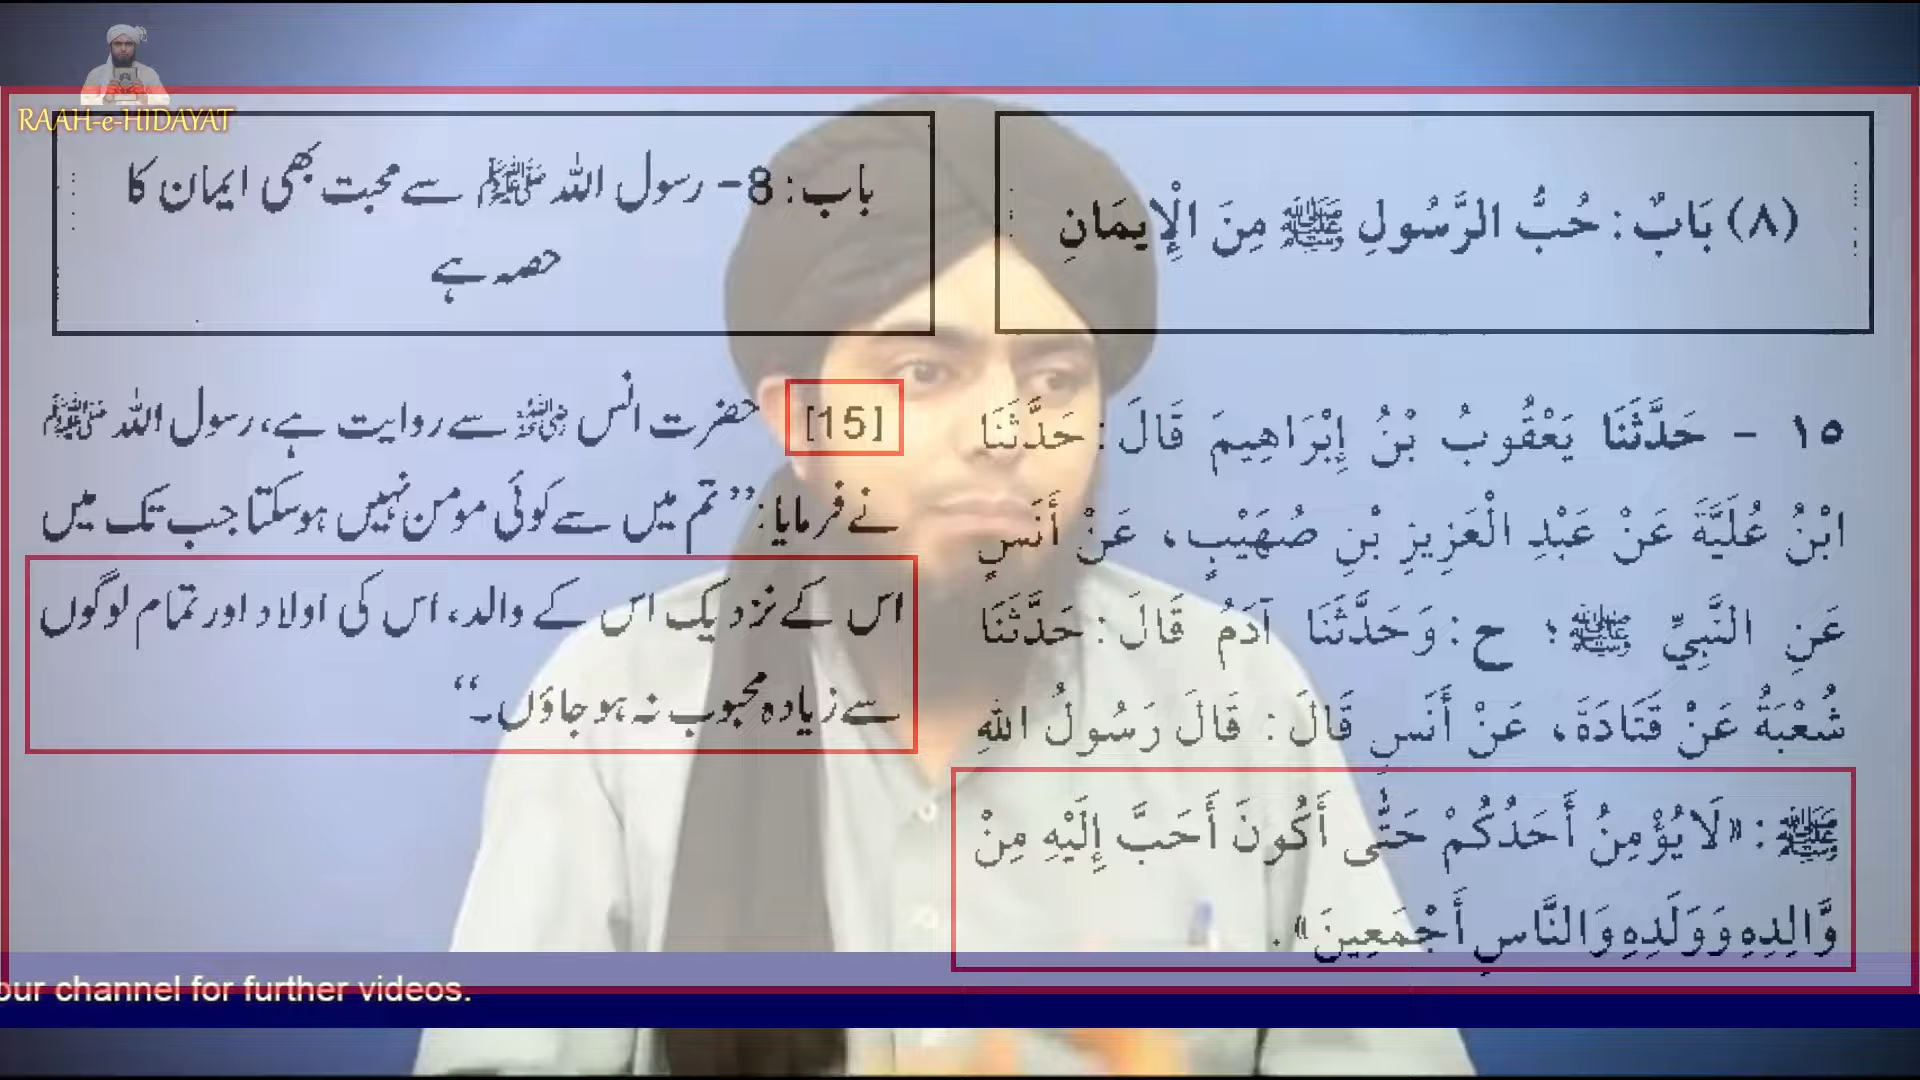 RAAH-e-HIDAYAT
(٨) بَابٌ : حُبُّ الرَّسُولِ ﷺ مِنَ الْإِيمَانِ
١٥ - حَدَّثَنَا يَعْقُوبُ بْنُ إِبْرَاهِيمَ قَالَ : حَدَّثَنَا
ابْنُ عُلَيَّةَ عَنْ عَبْدِ الْعَزِيزِ بْنِ صُهَيْبٍ، عَنْ أَنَسٍ
عَنِ النَّبِيِّ ﷺ؛ ح : وَحَدَّثَنَا آدَمُ قَالَ : حَدَّثَنَا
شُعْبَةُ عَنْ قَتَادَةَ، عَنْ أَنَسٍ قَالَ : قَالَ رَسُولُ اللهِ
ﷺ : «لَا يُؤْمِنُ أَحَدُكُمْ حَتَّى أَكُونَ أَحَبَّ إِلَيْهِ مِنْ
وَّالِدِهِ وَوَلَدِهِ وَالنَّاسِ أَجْمَعِينَ» .
باب : 8- رسول اللہ ﷺ سے محبت بھی ایمان کا
حصہ ہے
[15] حضرت انس ؓ سے روایت ہے، رسول اللہ ﷺ
نے فرمایا: ’’تم میں سے کوئی مومن نہیں ہوسکتا جب تک میں
اس کے نزدیک اس کے والد، اس کی اولاد اور تمام لوگوں
سے زیادہ محبوب نہ ہو جاؤں۔‘‘
our channel for further videos.